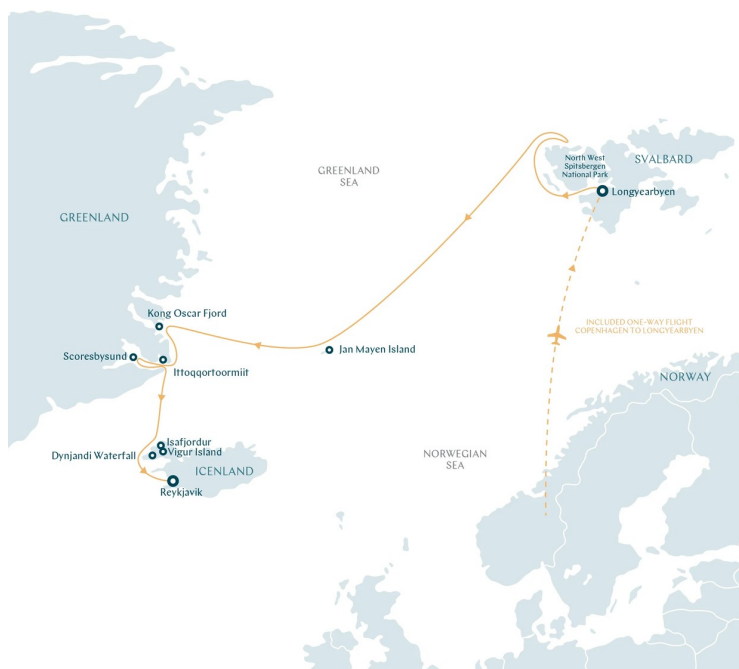 GREENLAND
SEA
North West
Spitsbergen
National Park
SVALBARD
Longyearbyen
GREENLAND
Kong Oscar Fjord
INCLUDED ONE-WAY FLIGHT
COPENHAGEN TO LONGYEARBYEN
Scoresbysund
Jan Mayen Island
Ittoqqortoormiit
NORWAY
Isafjordur
Vigur Island
Dynjandi Waterfall
NORWEGIAN
SEA
ICENLAND
Reykjavik